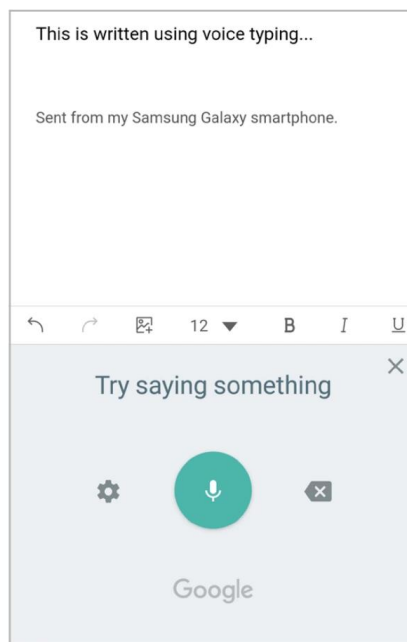 This is written using voice typing...
Sent from my Samsung Galaxy smartphone.
12 B I U
Try saying something
Google